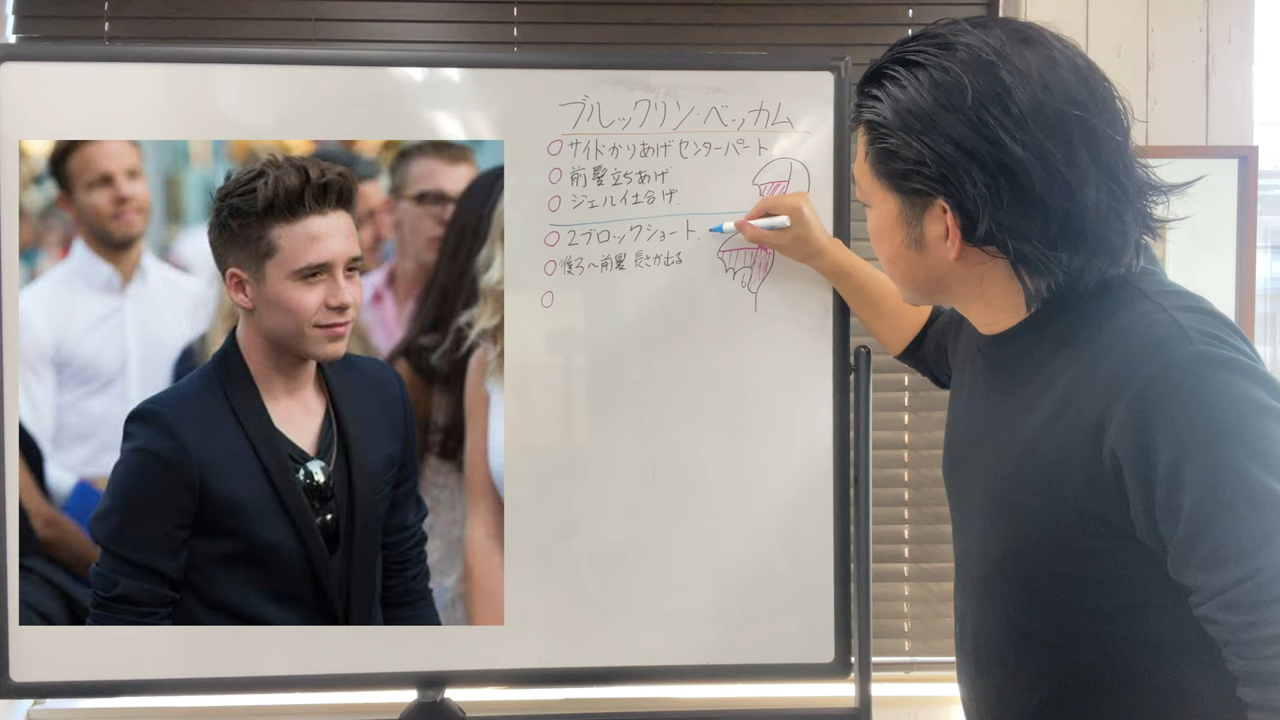 ブルックリン・ベッカム
サイドかりあげセンターパート
前髪立ちあげ
ジェル仕合げ.
2ブロックショート.
後ろ〜前髪 長さが出る